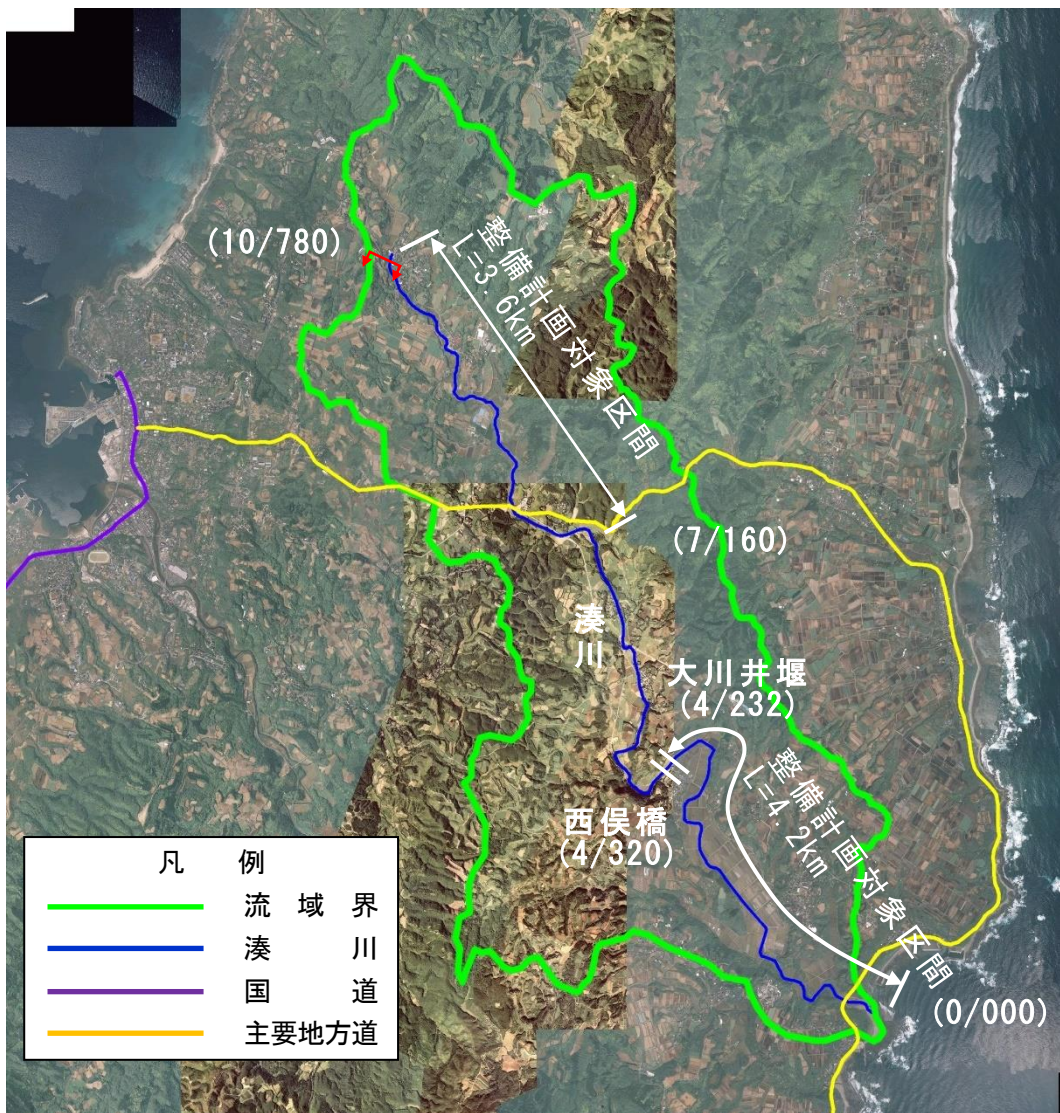 (10/780)
整備計画対象区間
L=3.6km
(7/160)
湊川
大川井堰
(4/232)
整備計画対象区間
L=4.2km
西俣橋
(4/320)
(0/000)
凡 例
流 域 界
湊 川
国 道
主要地方道